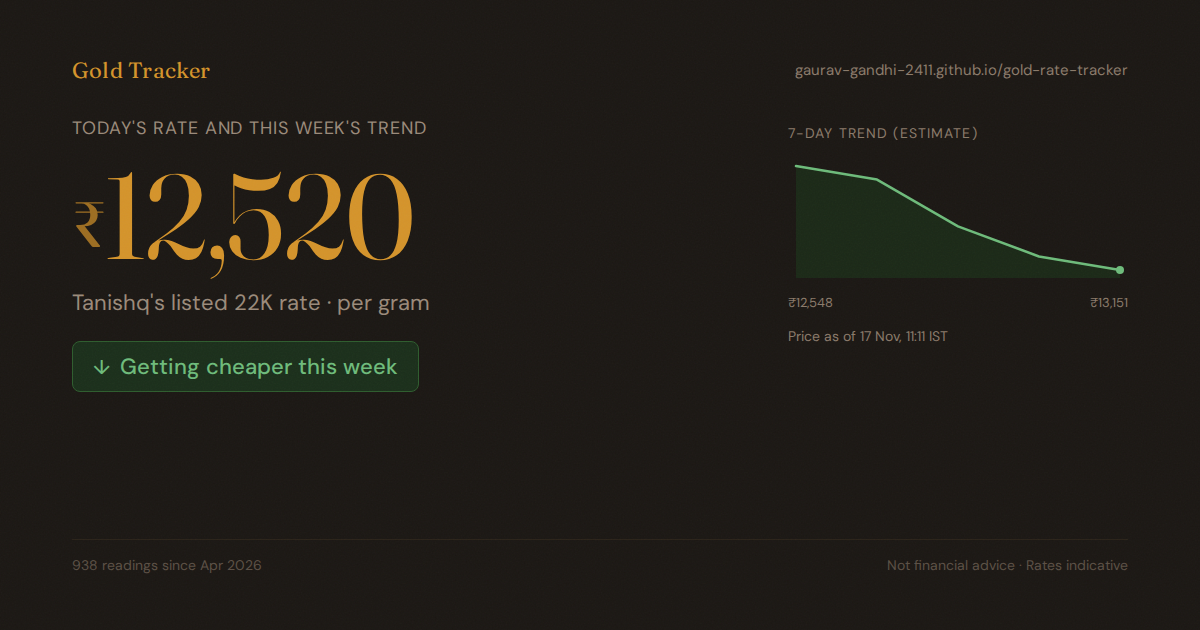 Gold Tracker
gaurav-gandhi-2411.github.io/gold-rate-tracker
TODAY'S RATE AND THIS WEEK'S TREND
₹12,520
Tanishq's listed 22K rate · per gram
↓ Getting cheaper this week
7-DAY TREND (ESTIMATE)
₹12,548 ₹13,151
Price as of 17 Nov, 11:11 IST
938 readings since Apr 2026
Not financial advice · Rates indicative